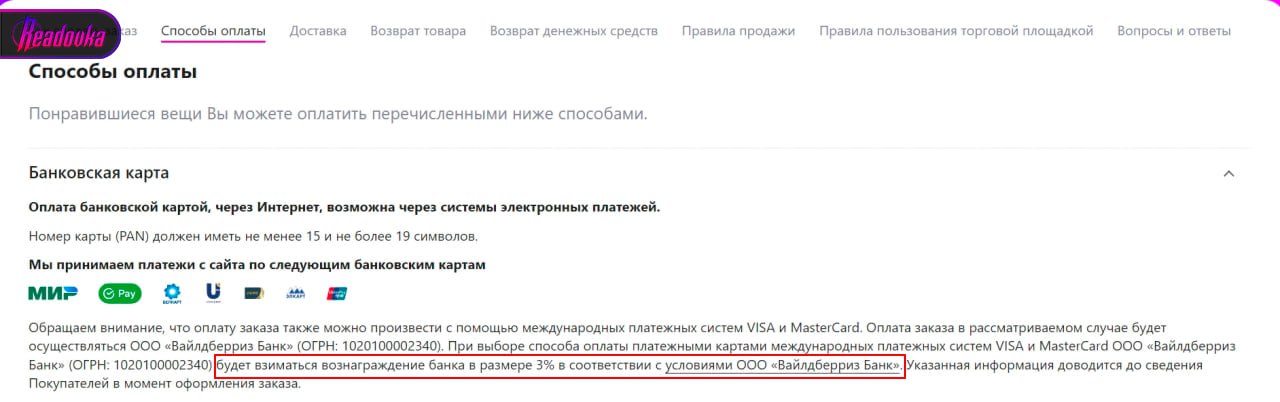 Readovka
каз
Способы оплаты
Доставка
Возврат товара
Возврат денежных средств
Правила продажи
Правила пользования торговой площадкой
Вопросы и ответы
Способы оплаты
Понравившиеся вещи Вы можете оплатить перечисленными ниже способами.
Банковская карта
Оплата банковской картой, через Интернет, возможна через системы электронных платежей.
Номер карты (PAN) должен иметь не менее 15 и не более 19 символов.
Мы принимаем платежи с сайта по следующим банковским картам
МИР Pay БЕЛКАРТ ЭЛКАРТ
Обращаем внимание, что оплату заказа также можно произвести с помощью международных платежных систем VISA и MasterCard. Оплата заказа в рассматриваемом случае будет
осуществляться ООО «Вайлдберриз Банк» (ОГРН: 1020100002340). При выборе способа оплаты платежными картами международных платежных систем VISA и MasterCard ООО «Вайлдберриз
Банк» (ОГРН: 1020100002340) будет взиматься вознаграждение банка в размере 3% в соответствии с условиями ООО «Вайлдберриз Банк». Указанная информация доводится до сведения
Покупателей в момент оформления заказа.